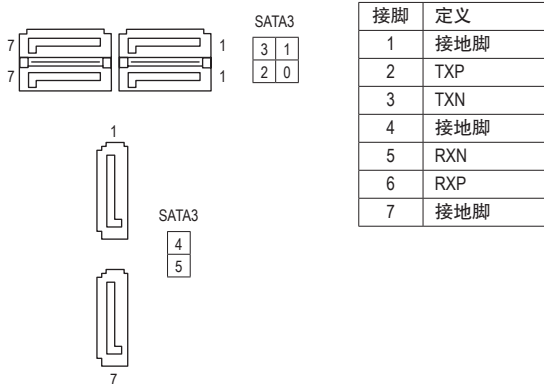 SATA3
7 1
3 1
7 1
2 0
1
SATA3
4
5
7
接脚 定义
1 接地脚
2 TXP
3 TXN
4 接地脚
5 RXN
6 RXP
7 接地脚